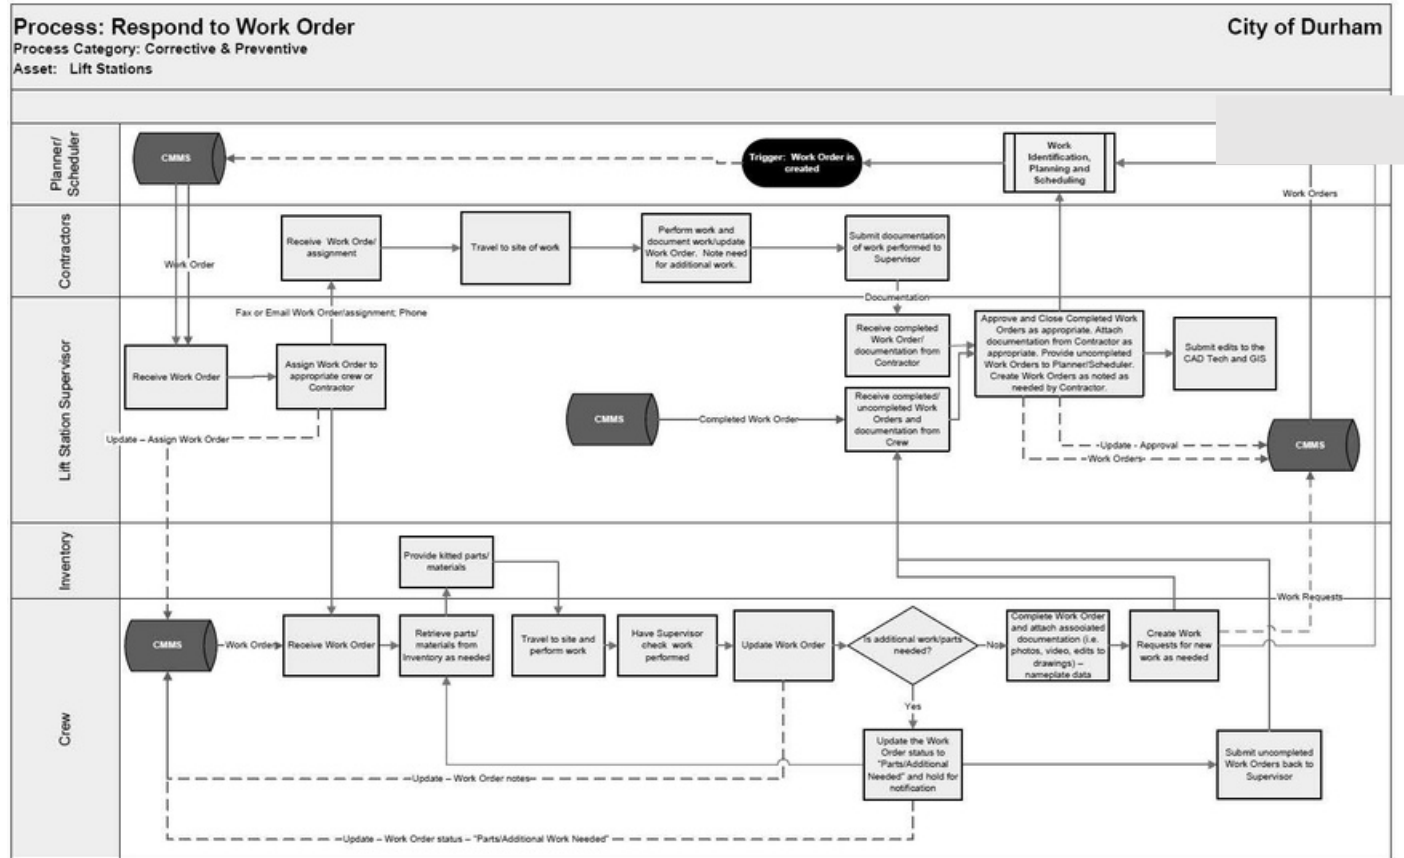 Process: Respond to Work Order
City of Durham
Process Category: Corrective & Preventive
Asset: Lift Stations
Planner/
Scheduler
CMMS
Trigger: Work Order is
created
Work
Identification,
Planning and
Scheduling
Work Orders
Contractors
Receive Work Orde/
assignment
Travel to site of work
Perform work and
document work/update
Work Order. Note need
for additional work.
Submit documentation
of work performed to
Supervisor
Work Order
Documentation
Fax or Email Work Order/assignment; Phone
Lift Station Supervisor
Receive Work Order
Assign Work Order to
appropriate crew or
Contractor
Receive completed
Work Order/
documentation from
Contractor
Approve and Close Completed Work
Orders as appropriate. Attach
documentation from Contractor as
appropriate. Provide uncompleted
Work Orders to Planner/Scheduler.
Create Work Orders as noted as
needed by Contractor.
Submit edits to the
CAD Tech and GIS
CMMS
Completed Work Order
Receive completed/
uncompleted Work
Orders and
documentation from
Crew
Update – Assign Work Order
Update - Approval
Work Orders
CMMS
Inventory
Provide kitted parts/
materials
Work Requests
Crew
CMMS
Work Order
Receive Work Order
Retrieve parts/
materials from
Inventory as needed
Travel to site and
perform work
Have Supervisor
check work
performed
Update Work Order
Is additional work/parts
needed?
No
Complete Work Order
and attach associated
documentation (i.e.
photos, video, edits to
drawings) –
nameplate data
Create Work
Requests for new
work as needed
Yes
Update the Work
Order status to
"Parts/Additional
Needed" and hold for
notification
Submit uncompleted
Work Orders back to
Supervisor
Update – Work Order notes
Update – Work Order status – "Parts/Additional Work Needed"